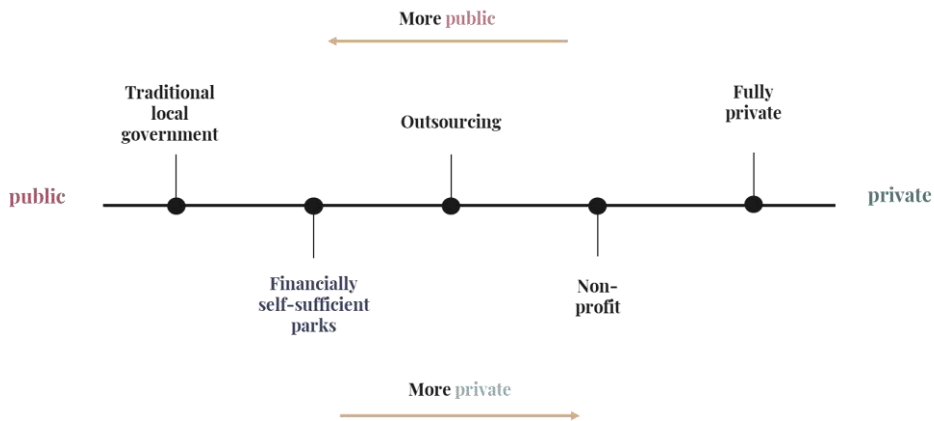 More public
Traditional
local
government
Outsourcing
Fully
private
public
private
Financially
self-sufficient
parks
Non-
profit
More private